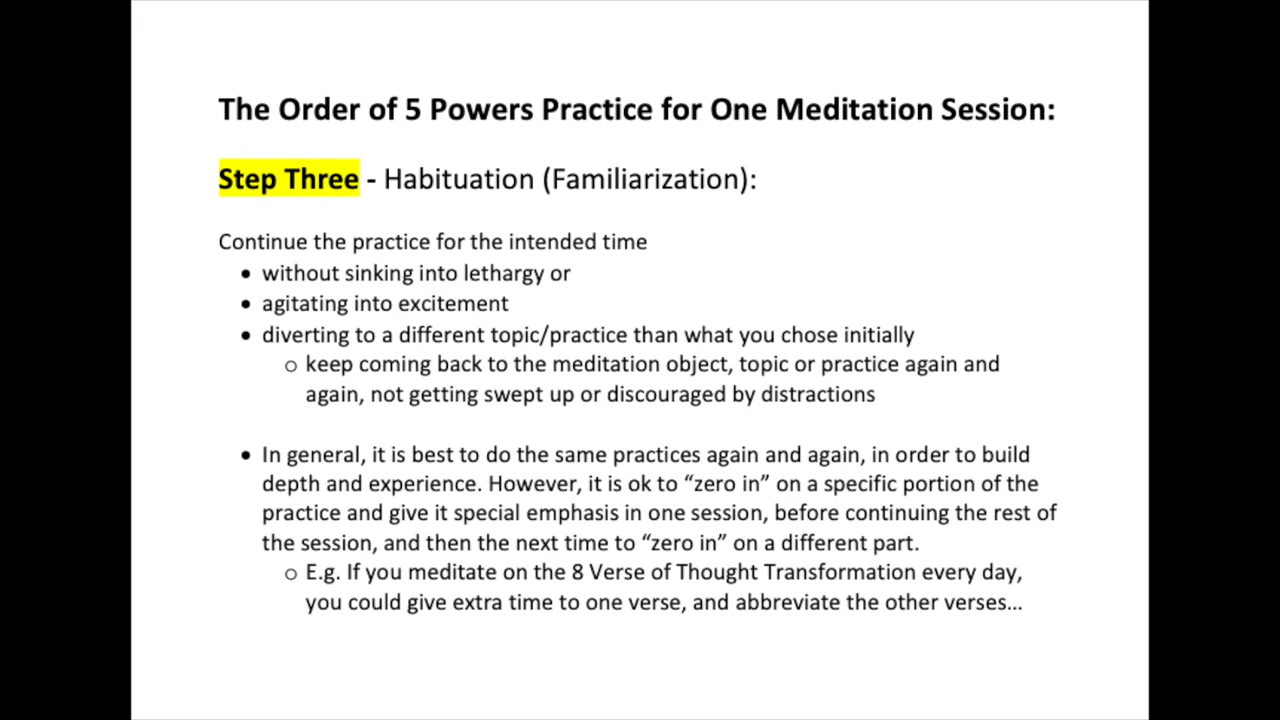 The Order of 5 Powers Practice for One Meditation Session:
Step Three - Habituation (Familiarization):
Continue the practice for the intended time
• without sinking into lethargy or
• agitating into excitement
• diverting to a different topic/practice than what you chose initially
o keep coming back to the meditation object, topic or practice again and
again, not getting swept up or discouraged by distractions
• In general, it is best to do the same practices again and again, in order to build
depth and experience. However, it is ok to “zero in” on a specific portion of the
practice and give it special emphasis in one session, before continuing the rest of
the session, and then the next time to “zero in” on a different part.
o E.g. If you meditate on the 8 Verse of Thought Transformation every day,
you could give extra time to one verse, and abbreviate the other verses…